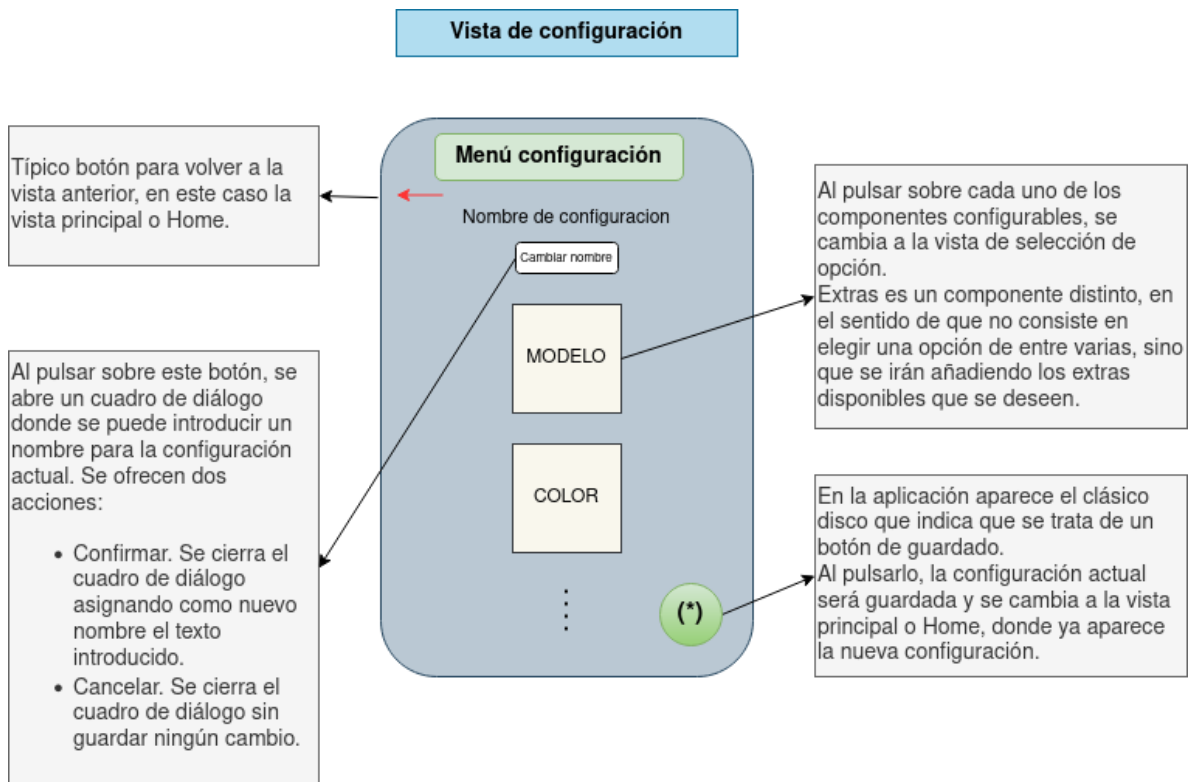 Vista de configuración
Típico botón para volver a la
vista anterior, en este caso la
vista principal o Home.
Al pulsar sobre este botón, se
abre un cuadro de diálogo
donde se puede introducir un
nombre para la configuración
actual. Se ofrecen dos
acciones:
• Confirmar. Se cierra el
cuadro de diálogo
asignando como nuevo
nombre el texto
introducido.
• Cancelar. Se cierra el
cuadro de diálogo sin
guardar ningún cambio.
Menú configuración
Nombre de configuracion
Cambiar nombre
MODELO
COLOR
(*)
Al pulsar sobre cada uno de los
componentes configurables, se
cambia a la vista de selección de
opción.
Extras es un componente distinto, en
el sentido de que no consiste en
elegir una opción de entre varias, sino
que se irán añadiendo los extras
disponibles que se deseen.
En la aplicación aparece el clásico
disco que indica que se trata de un
botón de guardado.
Al pulsarlo, la configuración actual
será guardada y se cambia a la vista
principal o Home, donde ya aparece
la nueva configuración.